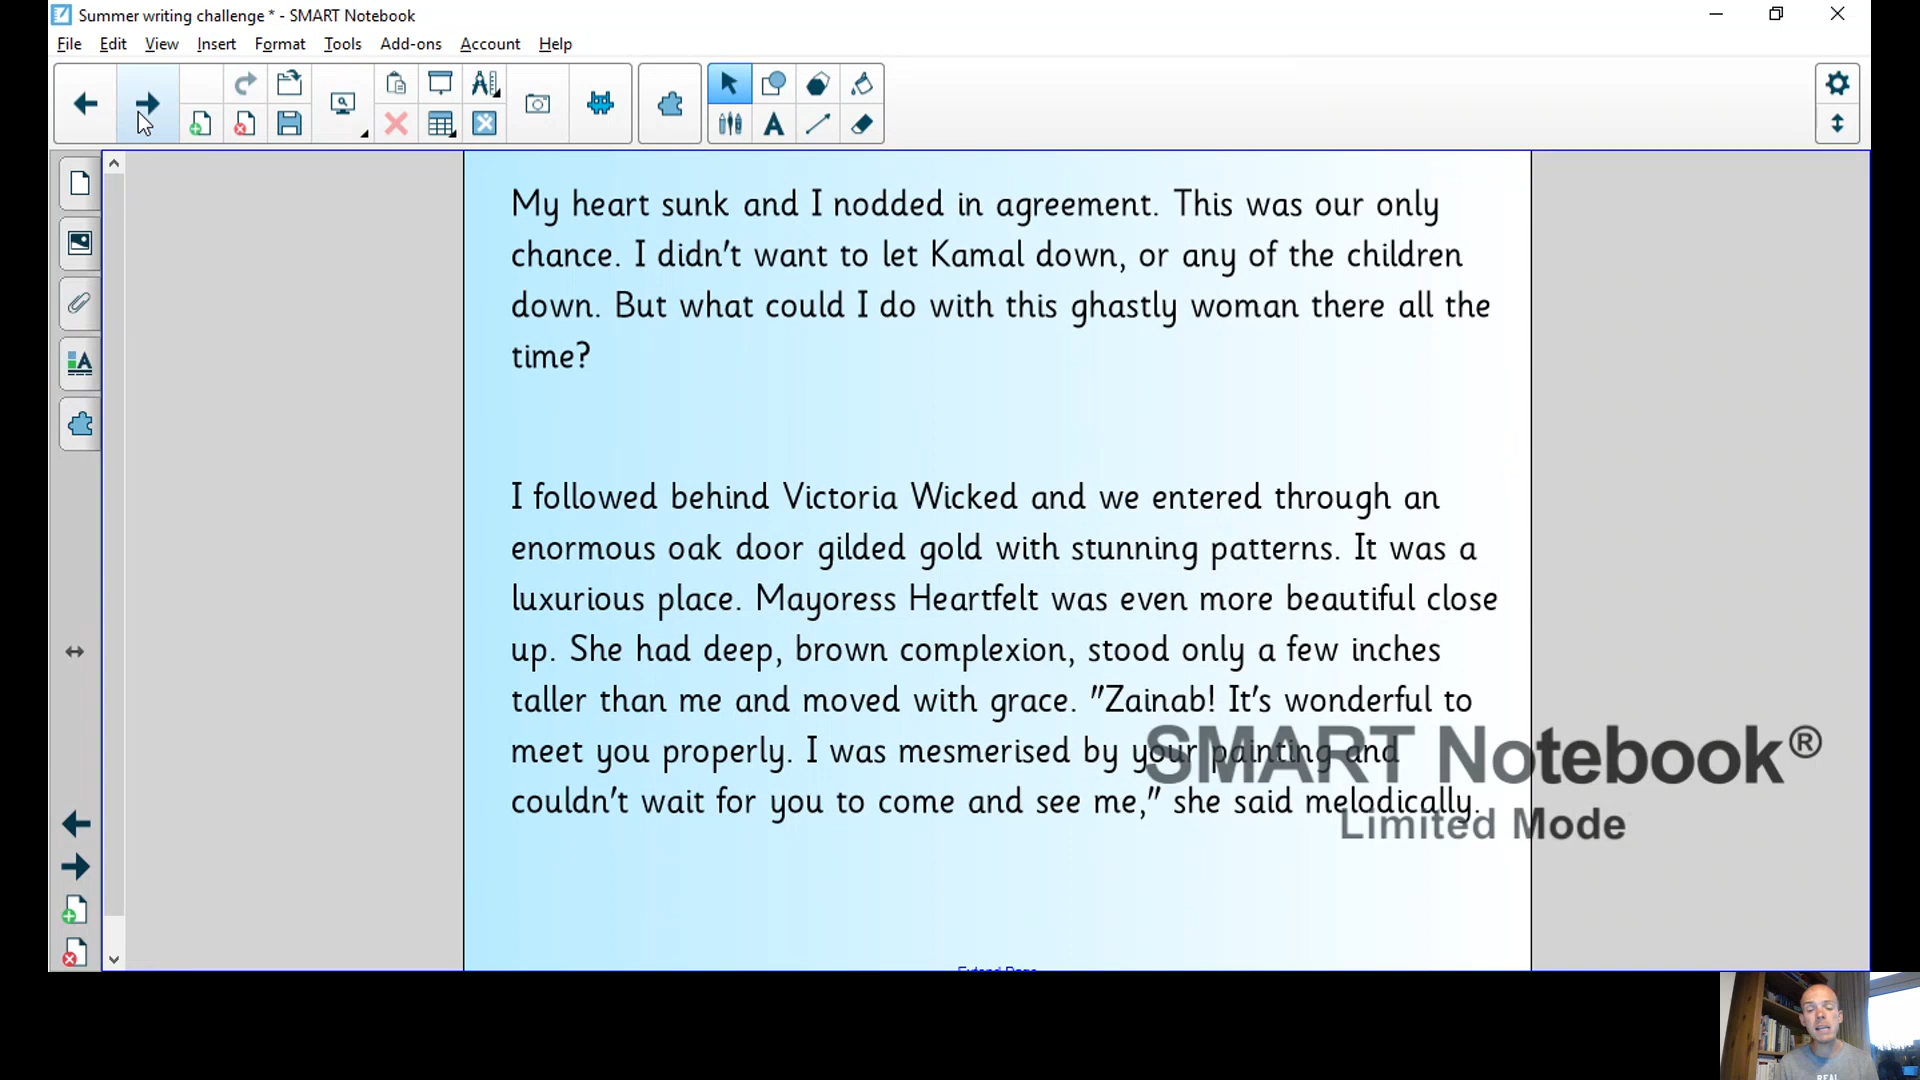 Summer writing challenge * - SMART Notebook
File Edit View Insert Format Tools Add-ons Account Help
My heart sunk and I nodded in agreement. This was our only
chance. I didn't want to let Kamal down, or any of the children
down. But what could I do with this ghastly woman there all the
time?
I followed behind Victoria Wicked and we entered through an
enormous oak door gilded gold with stunning patterns. It was a
luxurious place. Mayoress Heartfelt was even more beautiful close
up. She had deep, brown complexion, stood only a few inches
taller than me and moved with grace. "Zainab! It's wonderful to
meet you properly. I was mesmerised by your painting and
couldn't wait for you to come and see me," she said melodically.
SMART Notebook®
Limited Mode
Extend Page
REAL